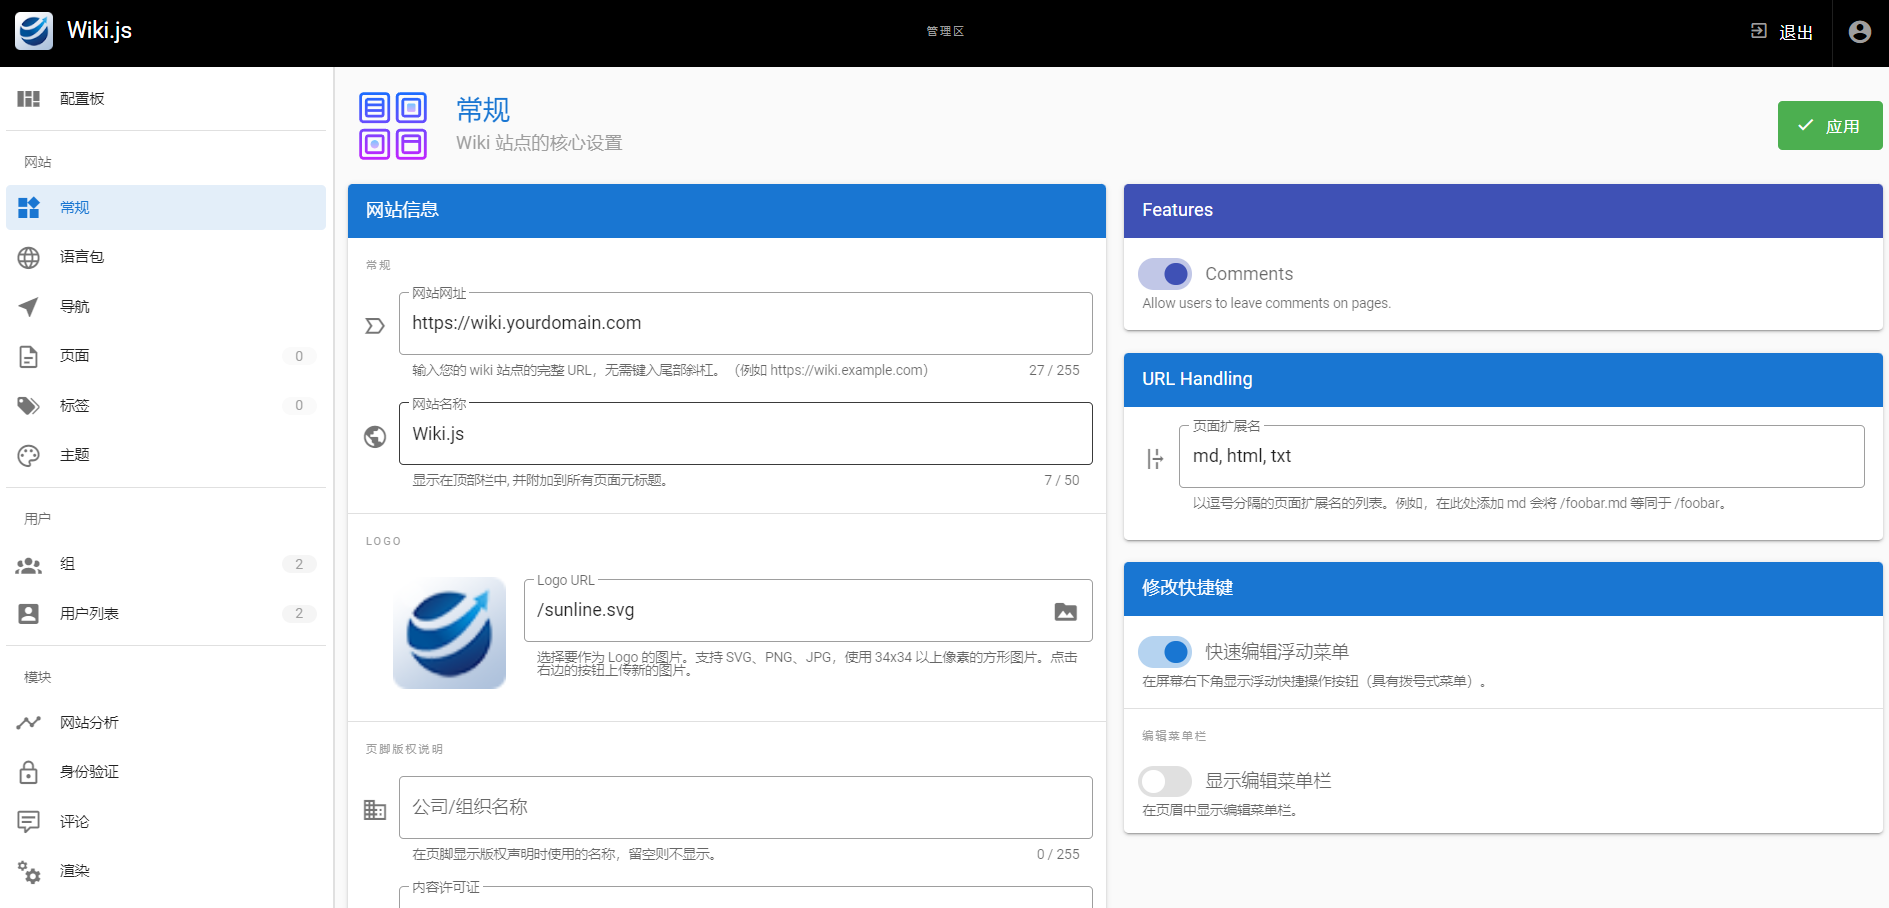 Wiki.js
管理区
退出
配置板
网站
常规
语言包
导航
页面
0
标签
0
主题
用户
组
2
用户列表
2
模块
网站分析
身份验证
评论
渲染
常规
Wiki 站点的核心设置
应用
网站信息
常规
网站网址
https://wiki.yourdomain.com
输入您的 wiki 站点的完整 URL，无需键入尾部斜杠。（例如 https://wiki.example.com）
27 / 255
网站名称
Wiki.js
显示在顶部栏中, 并附加到所有页面元标题。
7 / 50
LOGO
Logo URL
/sunline.svg
选择要作为 Logo 的图片。支持 SVG、PNG、JPG，使用 34x34 以上像素的方形图片。点击
右边的按钮上传新的图片。
页脚版权说明
公司/组织名称
在页脚显示版权声明时使用的名称，留空则不显示。
0 / 255
内容许可证
Features
Comments
Allow users to leave comments on pages.
URL Handling
页面扩展名
md, html, txt
以逗号分隔的页面扩展名的列表。例如，在此处添加 md 会将 /foobar.md 等同于 /foobar。
修改快捷键
快速编辑浮动菜单
在屏幕右下角显示浮动快捷操作按钮（具有拨号式菜单）。
编辑菜单栏
显示编辑菜单栏
在页眉中显示编辑菜单栏。